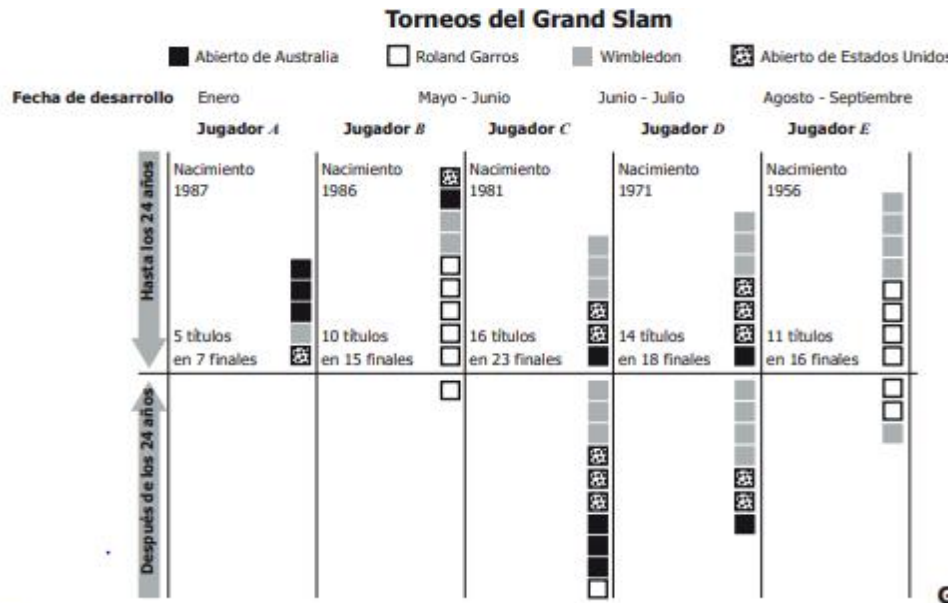 Torneos del Grand Slam
Abierto de Australia Roland Garros Wimbledon Abierto de Estados Unidos
Fecha de desarrollo Enero Mayo - Junio Junio - Julio Agosto - Septiembre
Jugador A Jugador B Jugador C Jugador D Jugador E
Hasta los 24 años
Nacimiento
1987
5 títulos
en 7 finales
Nacimiento
1986
10 títulos
en 15 finales
Nacimiento
1981
16 títulos
en 23 finales
Nacimiento
1971
14 títulos
en 18 finales
Nacimiento
1956
11 títulos
en 16 finales
Después de los 24 años